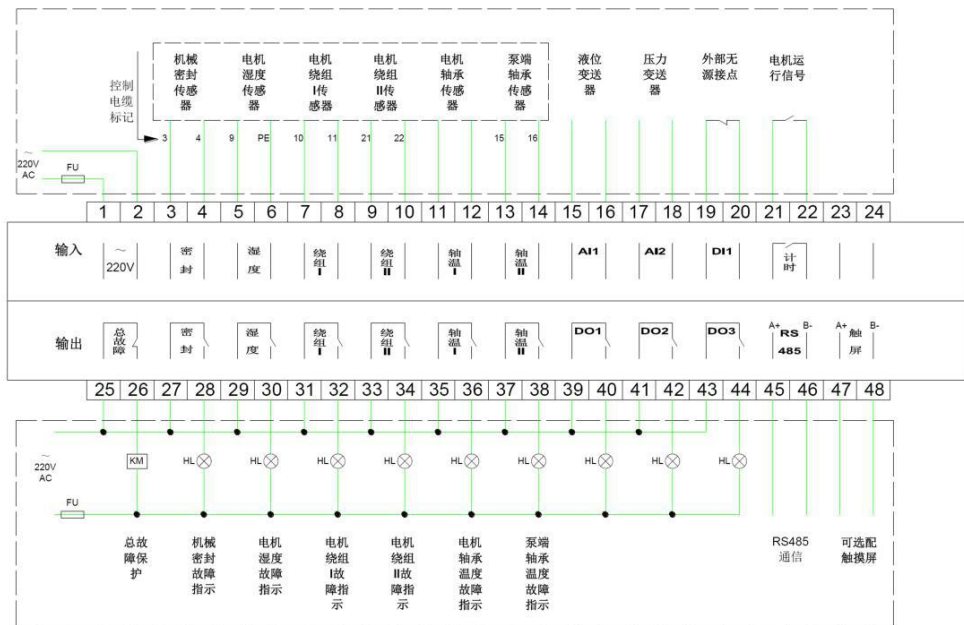 控制
电缆
标记
机械
密封
传感
器
电机
湿度
传感
器
电机
绕组
I传
感器
电机
绕组
II传
感器
电机
轴承
传感
器
泵端
轴承
传感
器
液位
变送
器
压力
变送
器
外部无
源接点
电机运
行信号
3 4 9 PE 10 11 21 22 15 16
~
220V
AC
FU
1 2 3 4 5 6 7 8 9 10 11 12 13 14 15 16 17 18 19 20 21 22 23 24
输入
~
220V
密
封
湿
度
绕
组
I
绕
组
II
轴
温
I
轴
温
II
AI1
AI2
DI1
计
时
输出
总
故
障
密
封
湿
度
绕
组
I
绕
组
II
轴
温
I
轴
温
II
DO1
DO2
DO3
A+ B-
RS
485
A+ B-
触
屏
25 26 27 28 29 30 31 32 33 34 35 36 37 38 39 40 41 42 43 44 45 46 47 48
~
220V
AC
KM HL HL HL HL HL HL HL HL HL
FU
总故
障保
护
机械
密封
故障
指示
电机
湿度
故障
指示
电机
绕组
I故
障指
示
电机
绕组
II故
障指
示
电机
轴承
温度
故障
指示
泵端
轴承
温度
故障
指示
RS485
通信
可选配
触摸屏